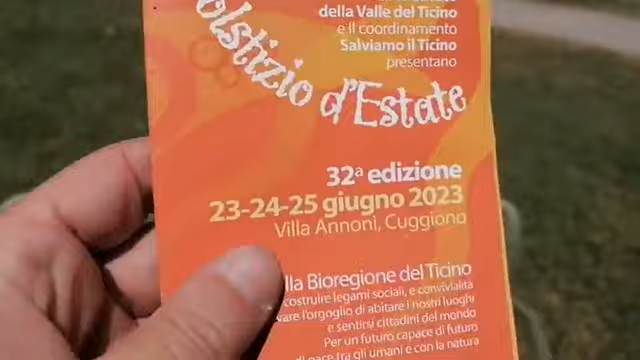 della Valle del Ticino
e il coordinamento
Salviamo il Ticino
presentano
olstizio d'Estate
32ª edizione
23-24-25 giugno 2023
Villa Annoni, Cuggiono
lla Bioregione del Ticino
costruire legami sociali, e convivialità
vare l'orgoglio di abitare i nostri luoghi
e sentirsi cittadini del mondo
Per un futuro capace di futuro
di pace tra gli umani e con la natura